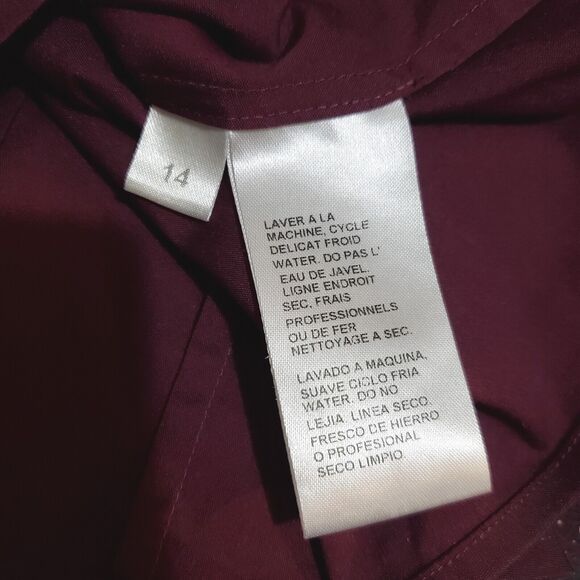 14
LAVER A LA
MACHINE, CYCLE
DELICAT FROID
WATER. DO PAS L'
EAU DE JAVEL.
LIGNE ENDROIT
SEC, FRAIS
PROFESSIONNELS
OU DE FER
NETTOYAGE A SEC.
LAVADO A MAQUINA,
SUAVE CICLO FRIA
WATER. DO NO
LEJIA. LINEA SECO.
FRESCO DE HIERRO
O PROFESIONAL
SECO LIMPIO.